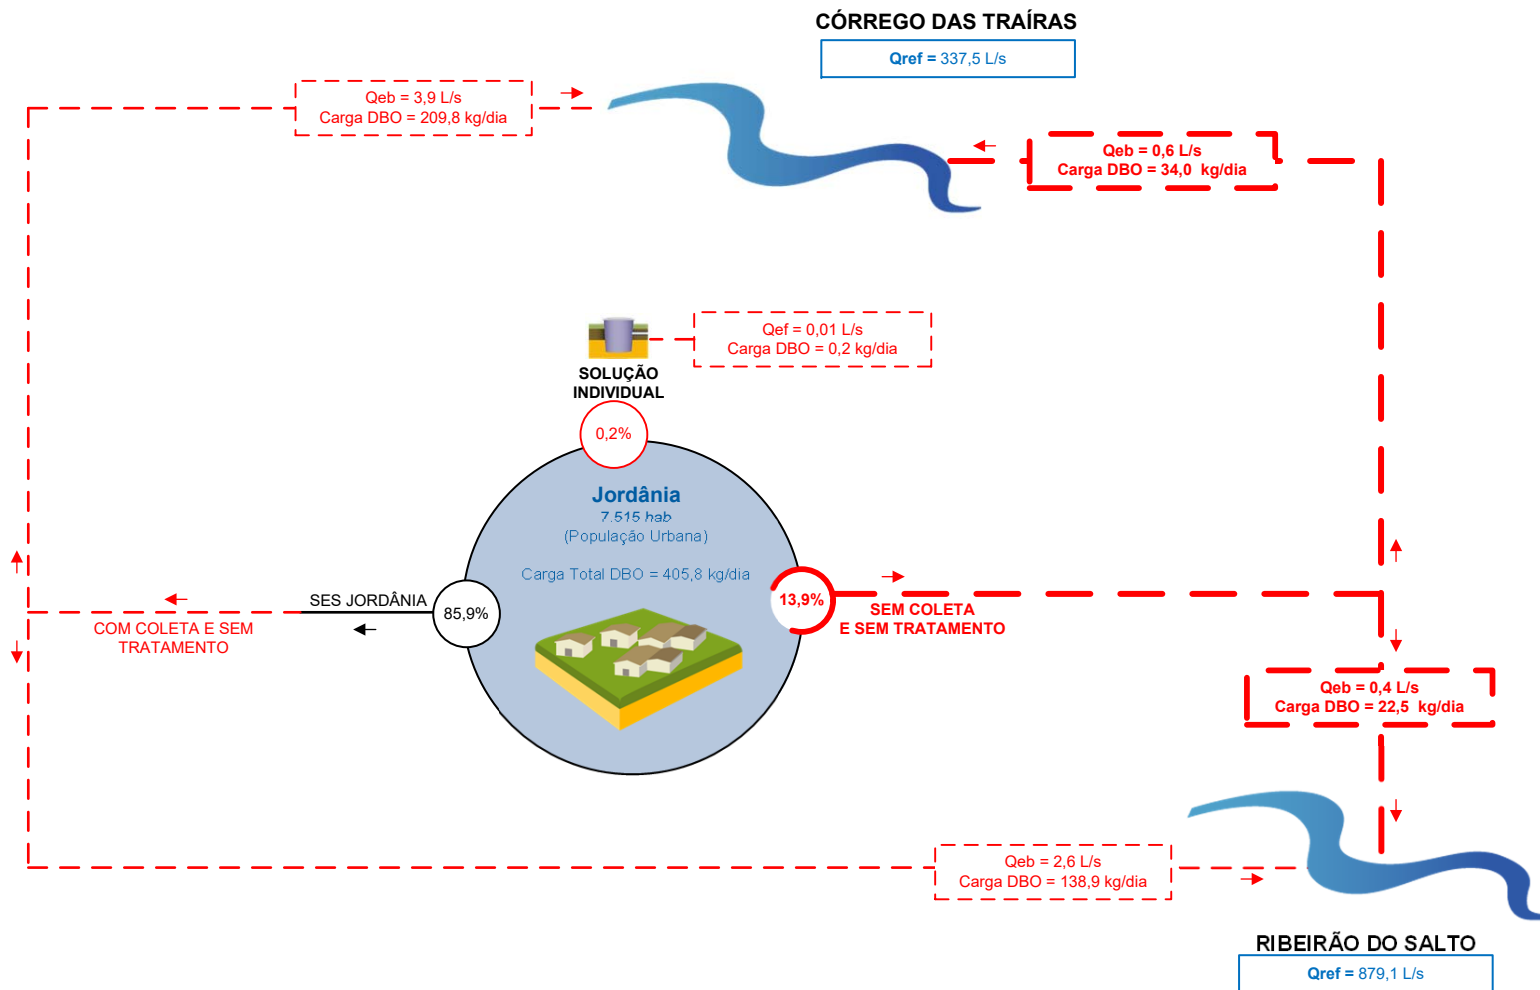 CÓRREGO DAS TRAÍRAS
Qref = 337,5 L/s
Qeb = 3,9 L/s
Carga DBO = 209,8 kg/dia
Qeb = 0,6 L/s
Carga DBO = 34,0 kg/dia
Qef = 0,01 L/s
Carga DBO = 0,2 kg/dia
SOLUÇÃO
INDIVIDUAL
0,2%
Jordânia
7.515 hab
(População Urbana)
Carga Total DBO = 405,8 kg/dia
SES JORDÂNIA
85,9%
13,9%
COM COLETA E SEM
TRATAMENTO
SEM COLETA
E SEM TRATAMENTO
Qeb = 0,4 L/s
Carga DBO = 22,5 kg/dia
Qeb = 2,6 L/s
Carga DBO = 138,9 kg/dia
RIBEIRÃO DO SALTO
Qref = 879,1 L/s